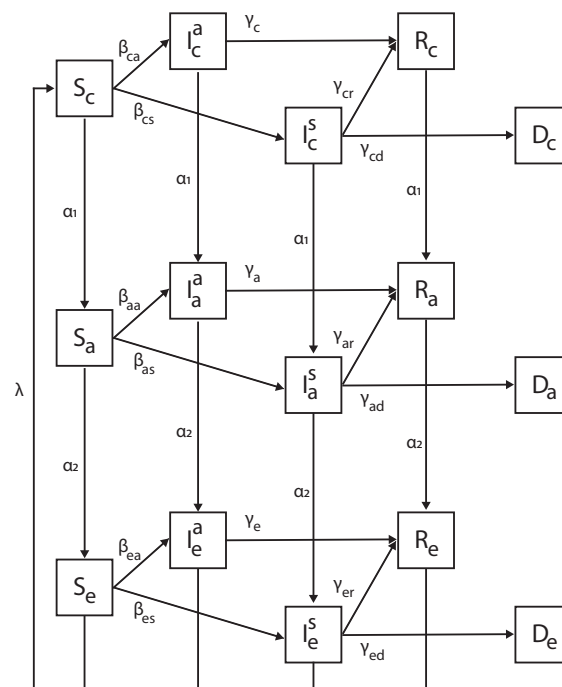 I_c^a γ_c R_c
β_ca
S_c γ_cr
β_cs I_c^s γ_cd D_c
α₁ α₁ α₁ α₁
I_a^a γ_a R_a
β_aa
S_a γ_ar
β_as I_a^s γ_ad D_a
λ
α₂ α₂ α₂ α₂
I_e^a γ_e R_e
β_ea
S_e γ_er
β_es I_e^s γ_ed D_e